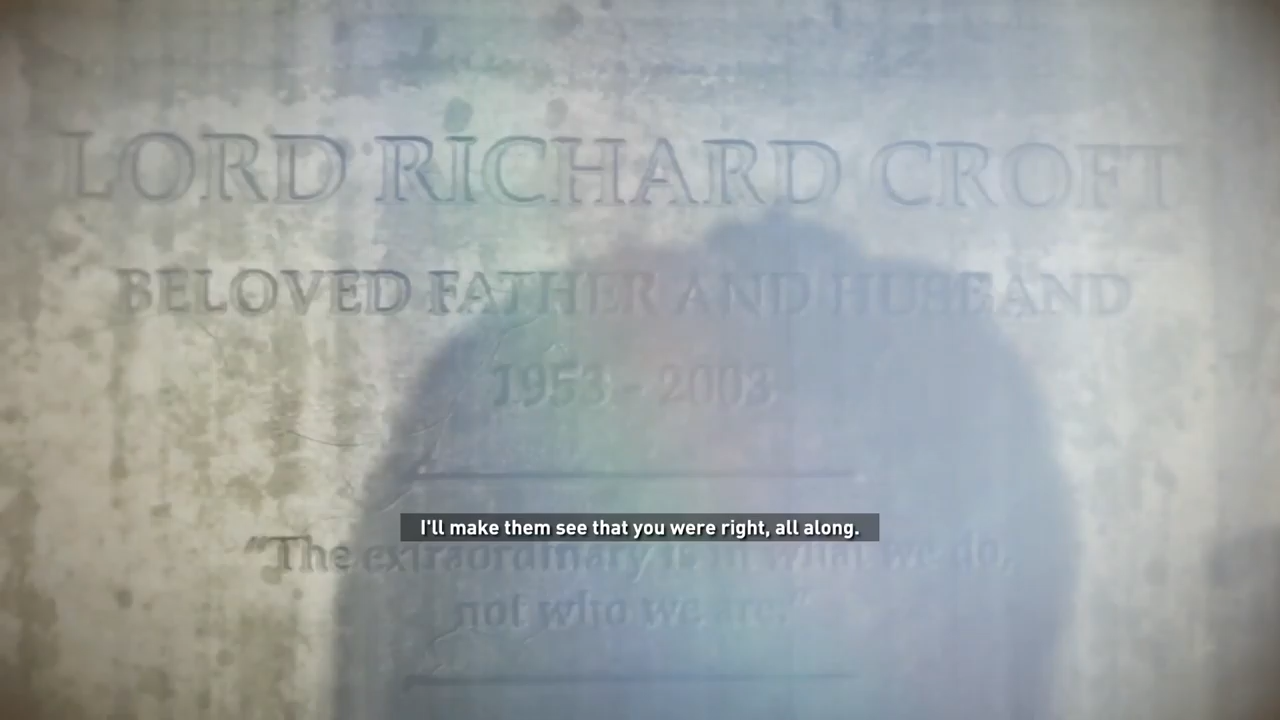 LORD RICHARD CROFT
BELOVED FATHER AND HUSBAND
1953 - 2003
I'll make them see that you were right, all along.
"The extraordinary is in what we do,
not who we are."